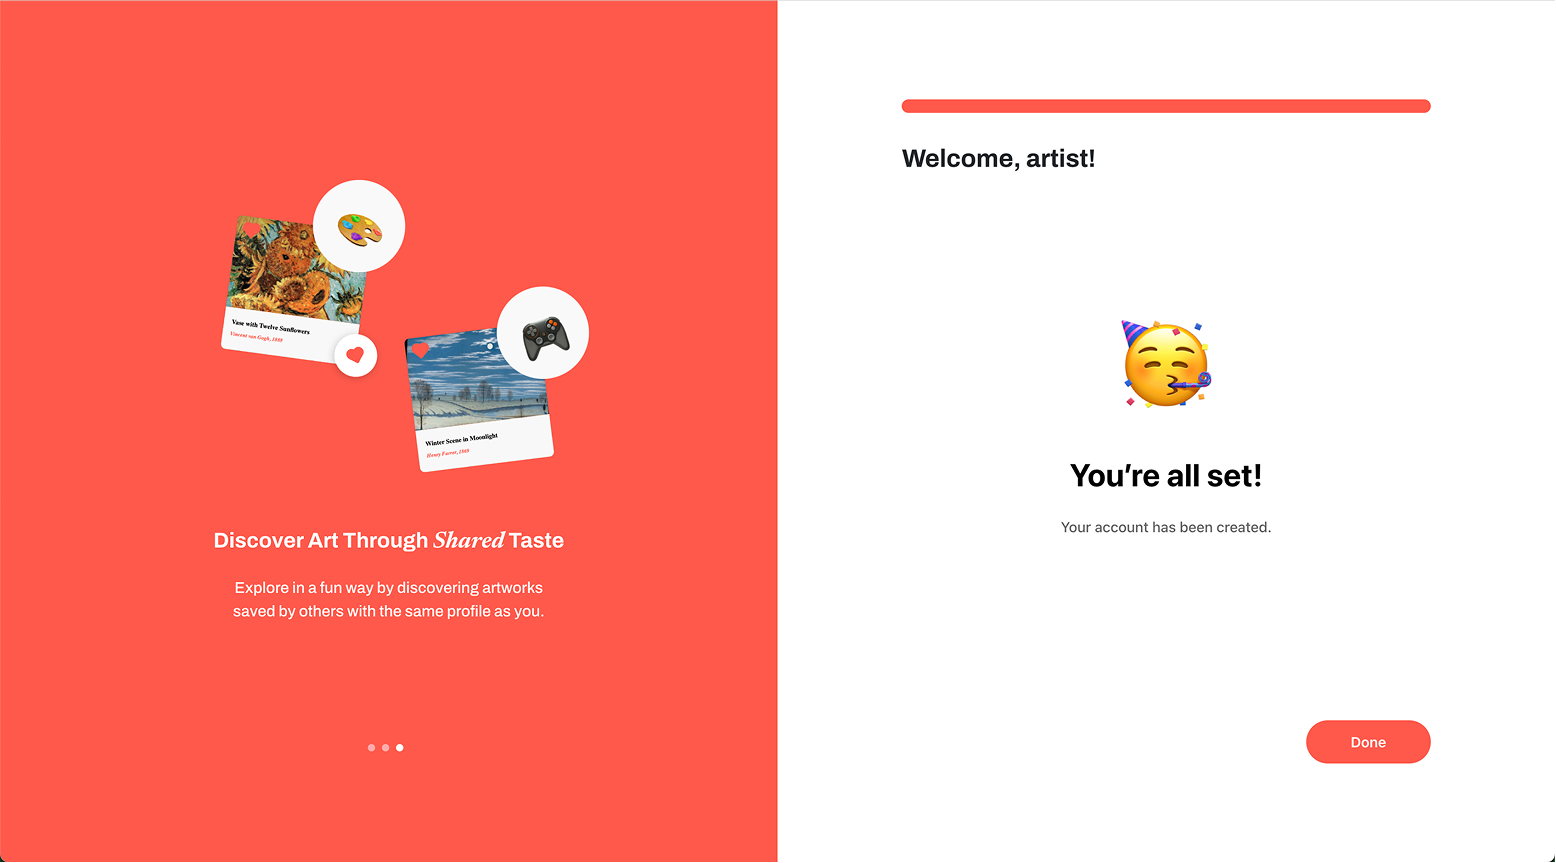 Vase with Twelve Sunflowers
Vincent van Gogh, 1888
Winter Scene in Moonlight
Henry Farrer, 1869
Discover Art Through Shared Taste
Explore in a fun way by discovering artworks
saved by others with the same profile as you.
Welcome, artist!
You’re all set!
Your account has been created.
Done